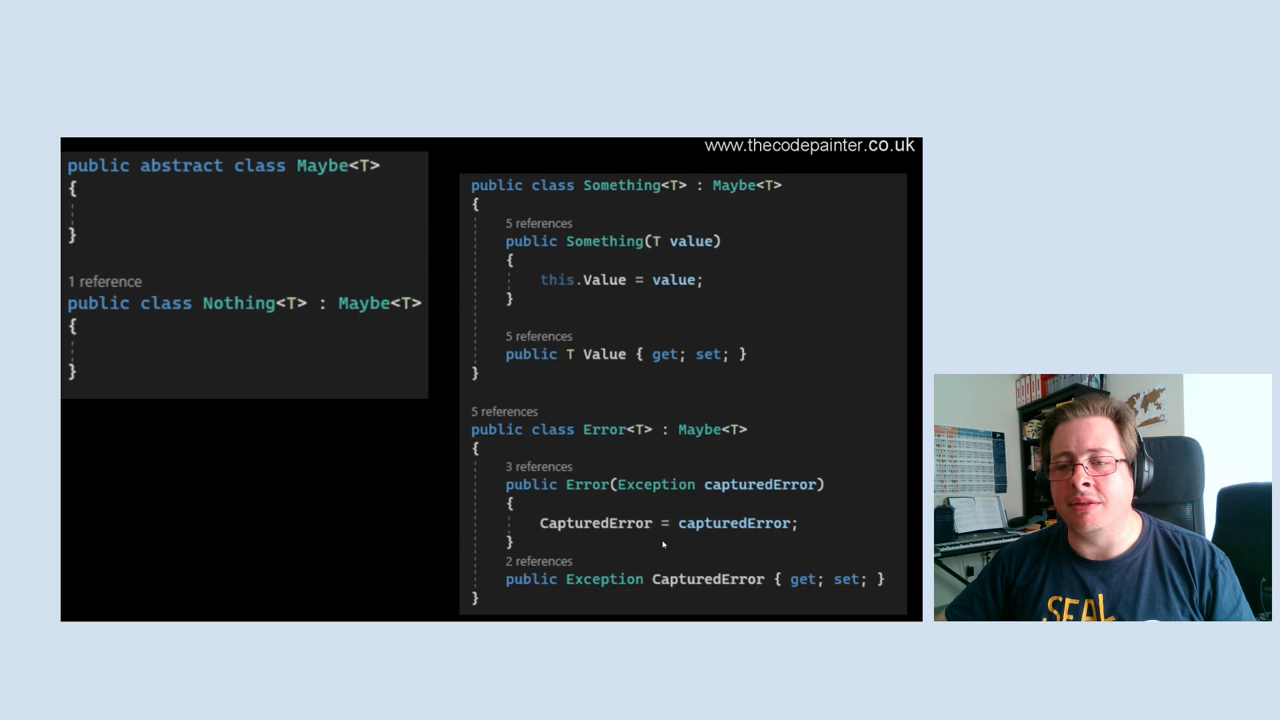 www.thecodepainter.co.uk
public abstract class Maybe<T>
{
}
1 reference
public class Nothing<T> : Maybe<T>
{
}
public class Something<T> : Maybe<T>
{
5 references
public Something(T value)
{
this.Value = value;
}
5 references
public T Value { get; set; }
}
5 references
public class Error<T> : Maybe<T>
{
3 references
public Error(Exception capturedError)
{
CapturedError = capturedError;
}
2 references
public Exception CapturedError { get; set; }
}
SEAL